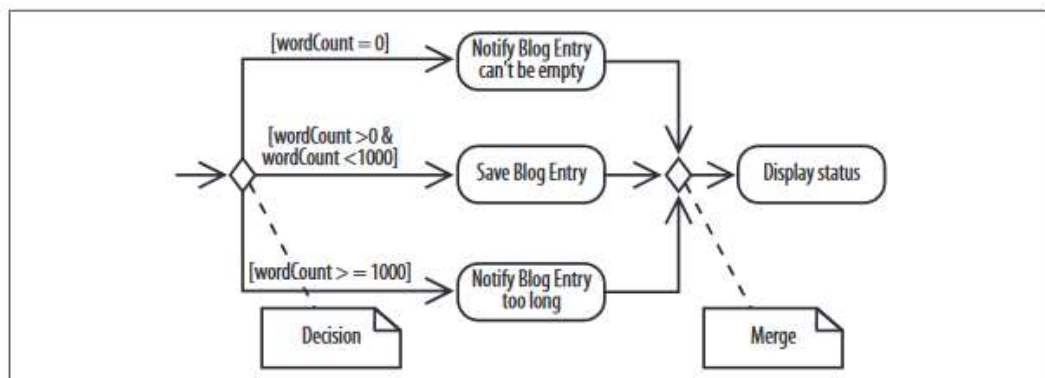 [wordCount = 0]
Notify Blog Entry
can't be empty
[wordCount >0 &
wordCount <1000]
Save Blog Entry
Display status
[wordCount > = 1000]
Notify Blog Entry
too long
Decision
Merge